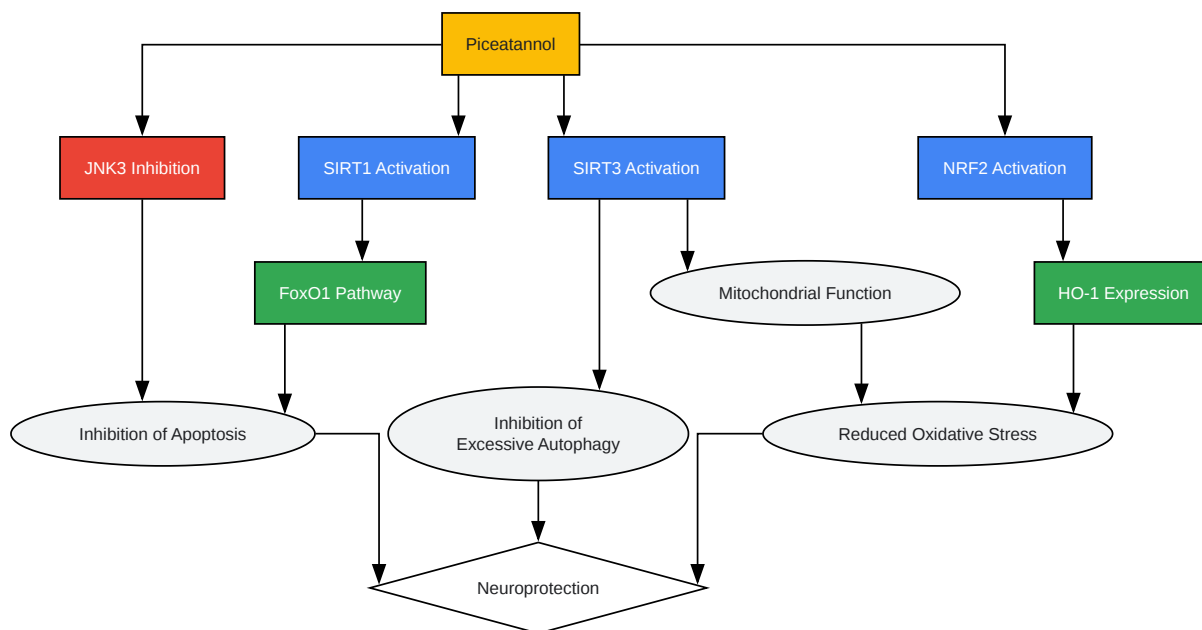 Piceatannol
JNK3 Inhibition
SIRT1 Activation
SIRT3 Activation
NRF2 Activation
FoxO1 Pathway
Mitochondrial Function
HO-1 Expression
Inhibition of Apoptosis
Inhibition of
Excessive Autophagy
Reduced Oxidative Stress
Neuroprotection